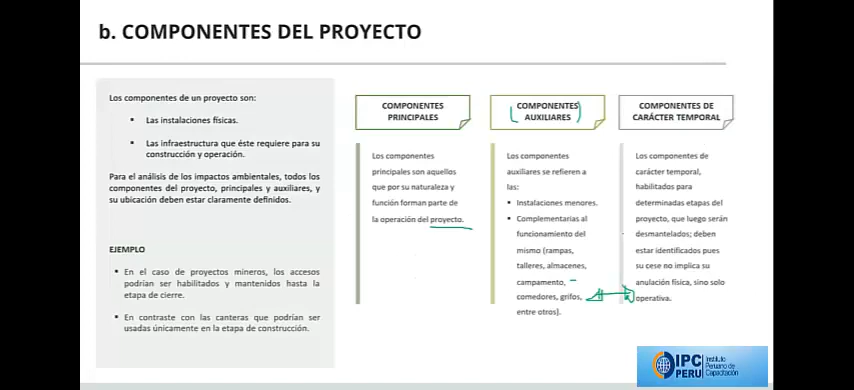 b. COMPONENTES DEL PROYECTO
Los componentes de un proyecto son:
▪ Las instalaciones físicas.
▪ Las infraestructura que éste requiere para su
construcción y operación.
Para el análisis de los impactos ambientales, todos los
componentes del proyecto, principales y auxiliares, y
su ubicación deben estar claramente definidos.
EJEMPLO
▪ En el caso de proyectos mineros, los accesos
podrían ser habilitados y mantenidos hasta la
etapa de cierre.
▪ En contraste con las canteras que podrían ser
usadas únicamente en la etapa de construcción.
COMPONENTES
PRINCIPALES
Los componentes
principales son aquellos
que por su naturaleza y
función forman parte de
la operación del proyecto.
COMPONENTES
AUXILIARES
Los componentes
auxiliares se refieren a
las:
▪ Instalaciones menores.
▪ Complementarias al
funcionamiento del
mismo (rampas,
talleres, almacenes,
campamento,
comedores, grifos,
entre otros).
COMPONENTES DE
CARÁCTER TEMPORAL
Los componentes de
carácter temporal,
habilitados para
determinadas etapas del
proyecto, que luego serán
desmantelados; deben
estar identificados pues
su cese no implica su
anulación física, sino solo
operativa.
IPC
PERU
Instituto
Peruano de
Capacitación